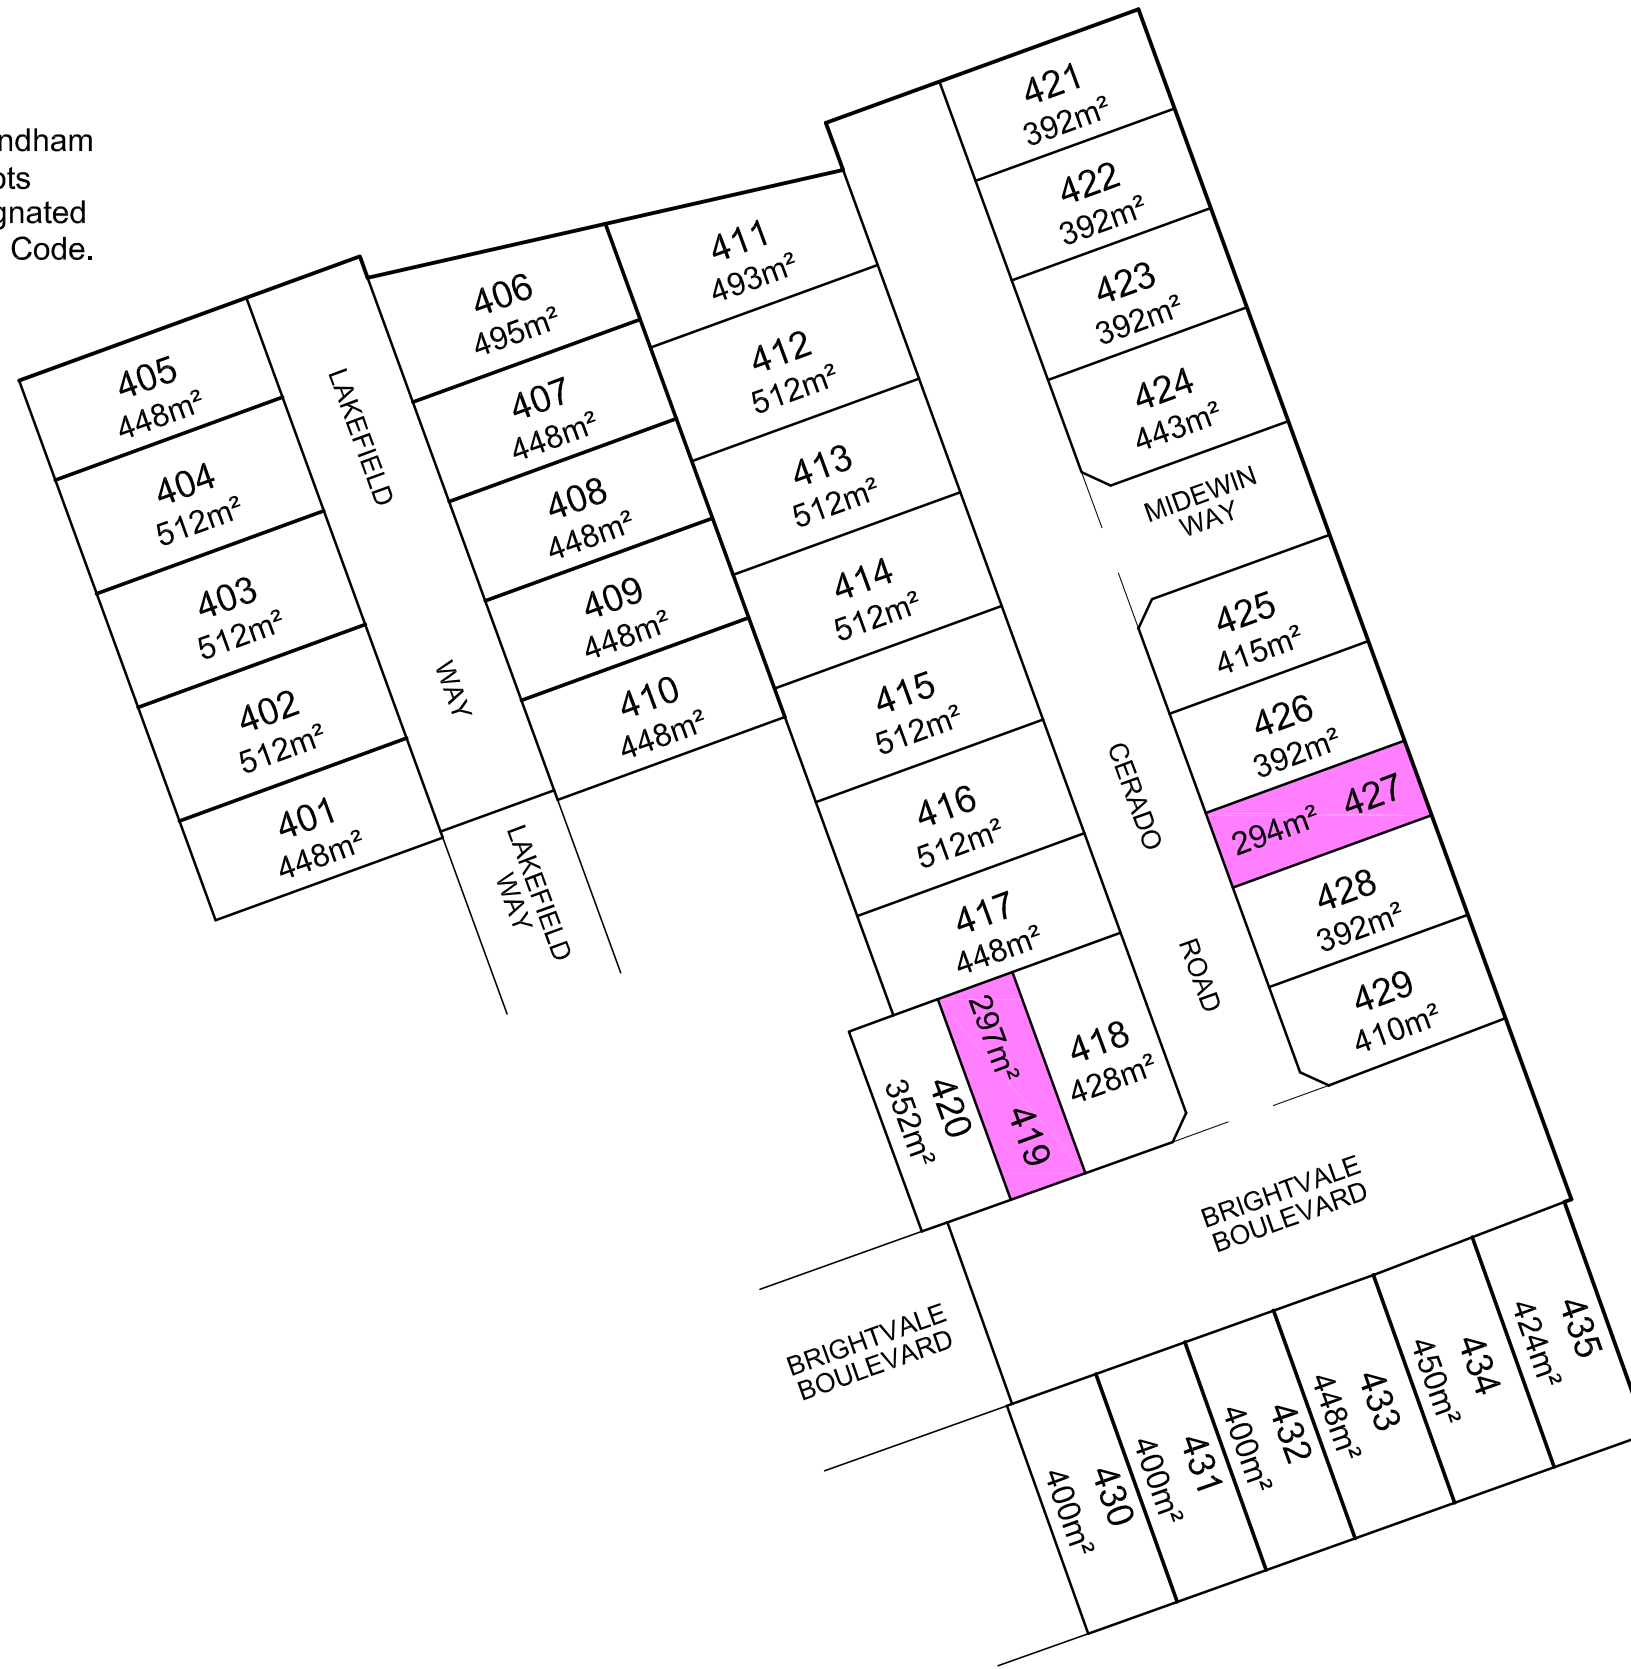 ndham
ots
gnated
Code.
421
392m²
422
392m²
423
392m²
424
443m²
MIDEWIN
WAY
411
493m²
412
512m²
413
512m²
414
512m²
415
512m²
416
512m²
417
448m²
406
495m²
407
448m²
408
448m²
409
448m²
410
448m²
405
448m²
404
512m²
403
512m²
402
512m²
401
448m²
LAKEFIELD
WAY
LAKEFIELD
WAY
425
415m²
426
392m²
294m² 427
428
392m²
429
410m²
CERADO
ROAD
418
428m²
297m² 419
420
352m²
BRIGHTVALE
BOULEVARD
BRIGHTVALE
BOULEVARD
430
400m²
431
400m²
432
400m²
433
448m²
434
450m²
435
424m²